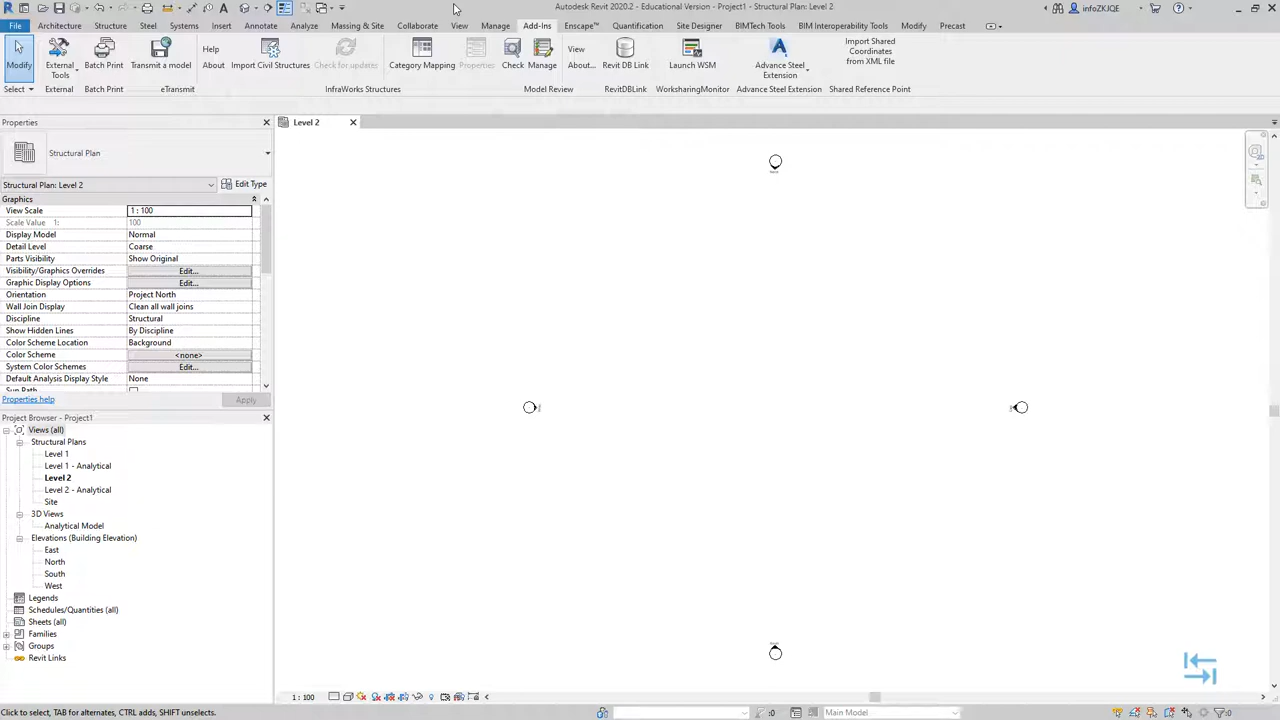 Autodesk Revit 2020.2 - Educational Version - Project1 - Structural Plan: Level 2
infoZKJQE
File Architecture Structure Steel Systems Insert Annotate Analyze Massing & Site Collaborate View Manage Add-Ins Enscape™ Quantification Site Designer BIMTech Tools BIM Interoperability Tools Modify Precast
Modify
External Tools
Batch Print
Transmit a model
Help
About
Import Civil Structures
Check for updates
Category Mapping
Properties
Check
Manage
View
About...
Revit DB Link
Launch WSM
Advance Steel Extension
Import Shared Coordinates from XML file
Select External Batch Print eTransmit InfraWorks Structures Model Review RevitDBLink WorksharingMonitor Advance Steel Extension Shared Reference Point
Properties
Level 2
Structural Plan
Structural Plan: Level 2
Edit Type
Graphics
View Scale 1 : 100
Scale Value 1: 100
Display Model Normal
Detail Level Coarse
Parts Visibility Show Original
Visibility/Graphics Overrides Edit...
Graphic Display Options Edit...
Orientation Project North
Wall Join Display Clean all wall joins
Discipline Structural
Show Hidden Lines By Discipline
Color Scheme Location Background
Color Scheme <none>
System Color Schemes Edit...
Default Analysis Display Style None
Sun Path
Properties help
Apply
Project Browser - Project1
Views (all)
Structural Plans
Level 1
Level 1 - Analytical
Level 2
Level 2 - Analytical
Site
3D Views
Analytical Model
Elevations (Building Elevation)
East
North
South
West
Legends
Schedules/Quantities (all)
Sheets (all)
Families
Groups
Revit Links
1 : 100
Click to select, TAB for alternates, CTRL adds, SHIFT unselects.
:0
Main Model
:0